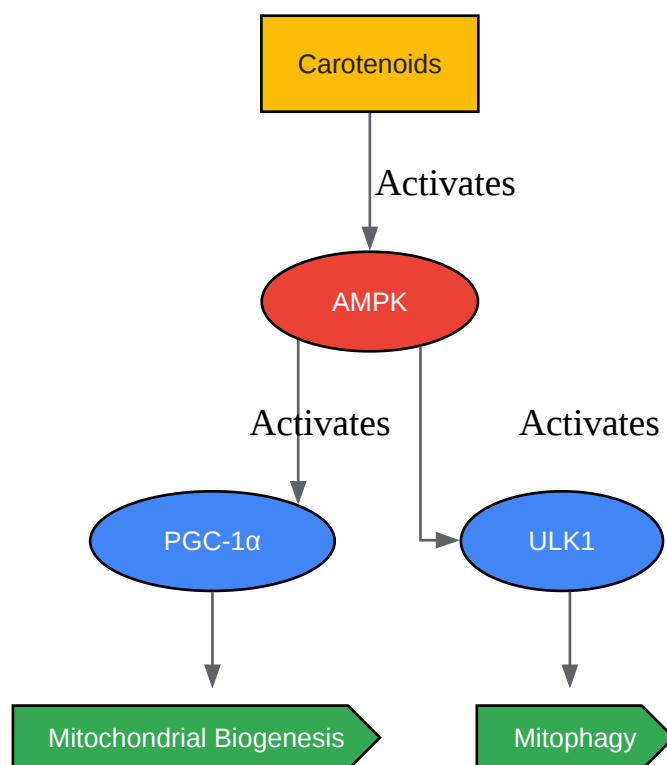 Carotenoids
Activates
AMPK
Activates
Activates
PGC-1α
ULK1
Mitochondrial Biogenesis
Mitophagy